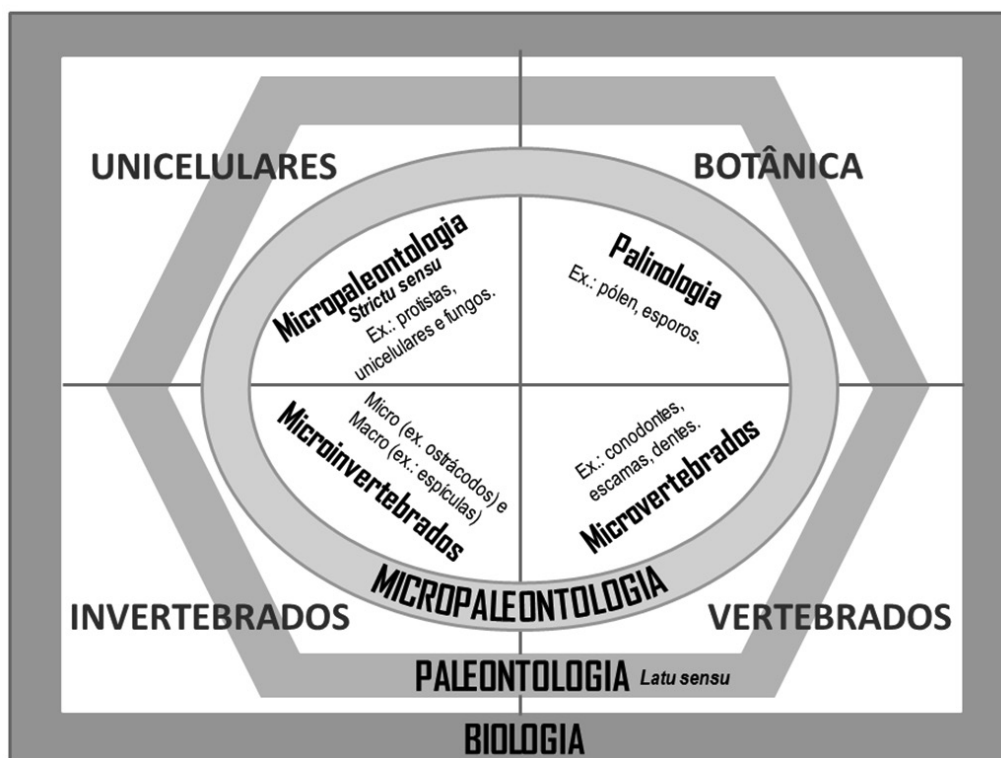 UNICELULARES
BOTÂNICA
Micropaleontologia
Strictu sensu
Ex.: protistas,
unicelulares e fungos.
Palinologia
Ex.: pólen, esporos.
Micro (ex. ostrácodos) e
Macro (ex.: espículas)
Microinvertebrados
Ex.: conodontes,
escamas, dentes.
Microvertebrados
MICROPALEONTOLOGIA
INVERTEBRADOS
VERTEBRADOS
PALEONTOLOGIA Latu sensu
BIOLOGIA